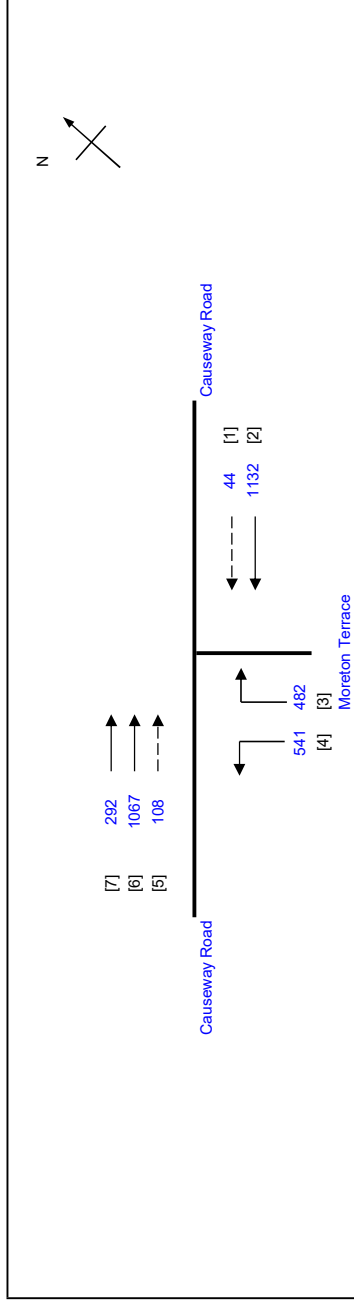 N
[7] 292
[6] 1067
[5] 108
Causeway Road
Causeway Road
44 [1]
1132 [2]
541 482
[4] [3]
Moreton Terrace